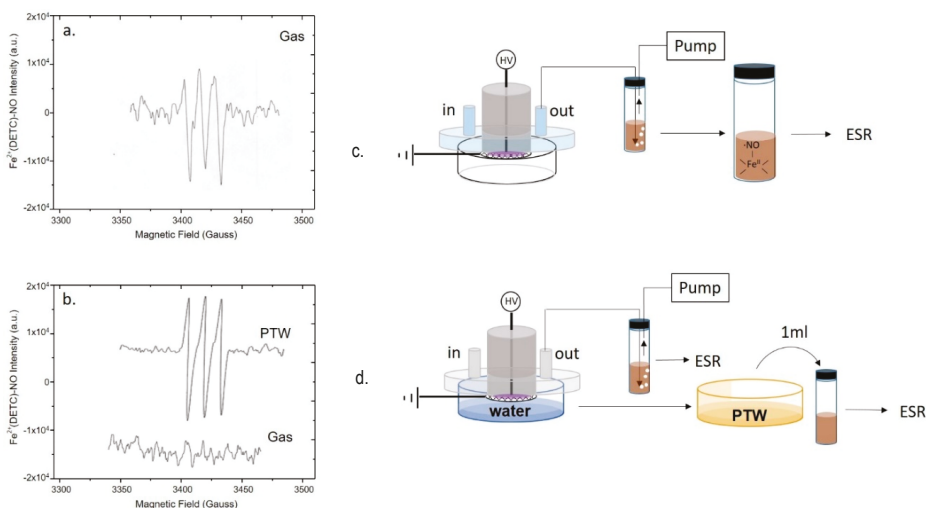 a.
Gas
Fe²⁺(DETC)-NO Intensity (a.u.)
2x10⁴
1x10⁴
0
-1x10⁴
-2x10⁴
3300
3350
3400
3450
3500
Magnetic Field (Gauss)
c.
HV
in
out
Pump
·NO
Feᴵᴵ
ESR
b.
PTW
Gas
Fe²⁺(DETC)-NO Intensity (a.u.)
2x10⁴
1x10⁴
0
-1x10⁴
-2x10⁴
3300
3350
3400
3450
3500
Magnetic Field (Gauss)
d.
HV
in
out
water
Pump
ESR
1ml
PTW
ESR